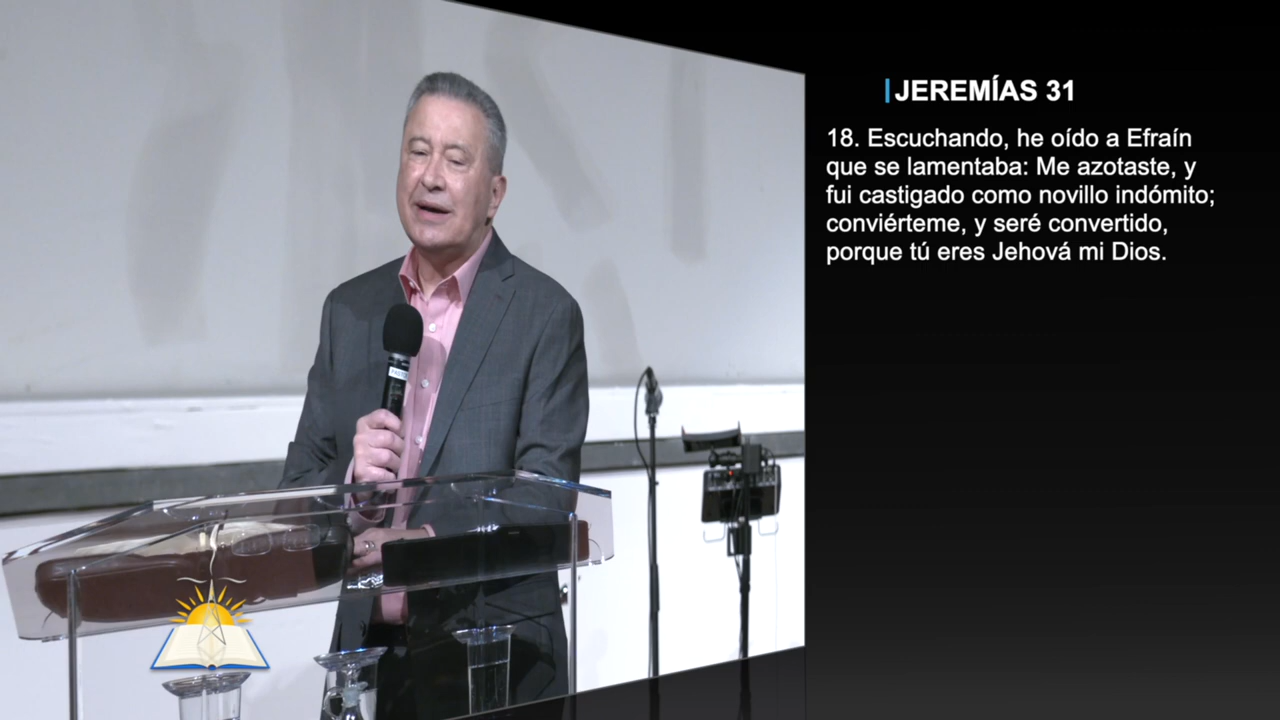 JEREMÍAS 31
18. Escuchando, he oído a Efraín
que se lamentaba: Me azotaste, y
fui castigado como novillo indómito;
conviérteme, y seré convertido,
porque tú eres Jehová mi Dios.